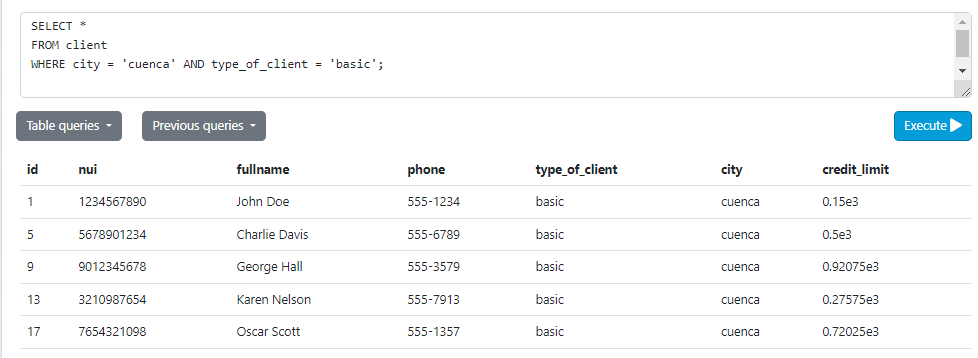 SELECT *
FROM client
WHERE city = 'cuenca' AND type_of_client = 'basic';
Table queries Previous queries Execute
id nui fullname phone type_of_client city credit_limit
1 1234567890 John Doe 555-1234 basic cuenca 0.15e3
5 5678901234 Charlie Davis 555-6789 basic cuenca 0.5e3
9 9012345678 George Hall 555-3579 basic cuenca 0.92075e3
13 3210987654 Karen Nelson 555-7913 basic cuenca 0.27575e3
17 7654321098 Oscar Scott 555-1357 basic cuenca 0.72025e3